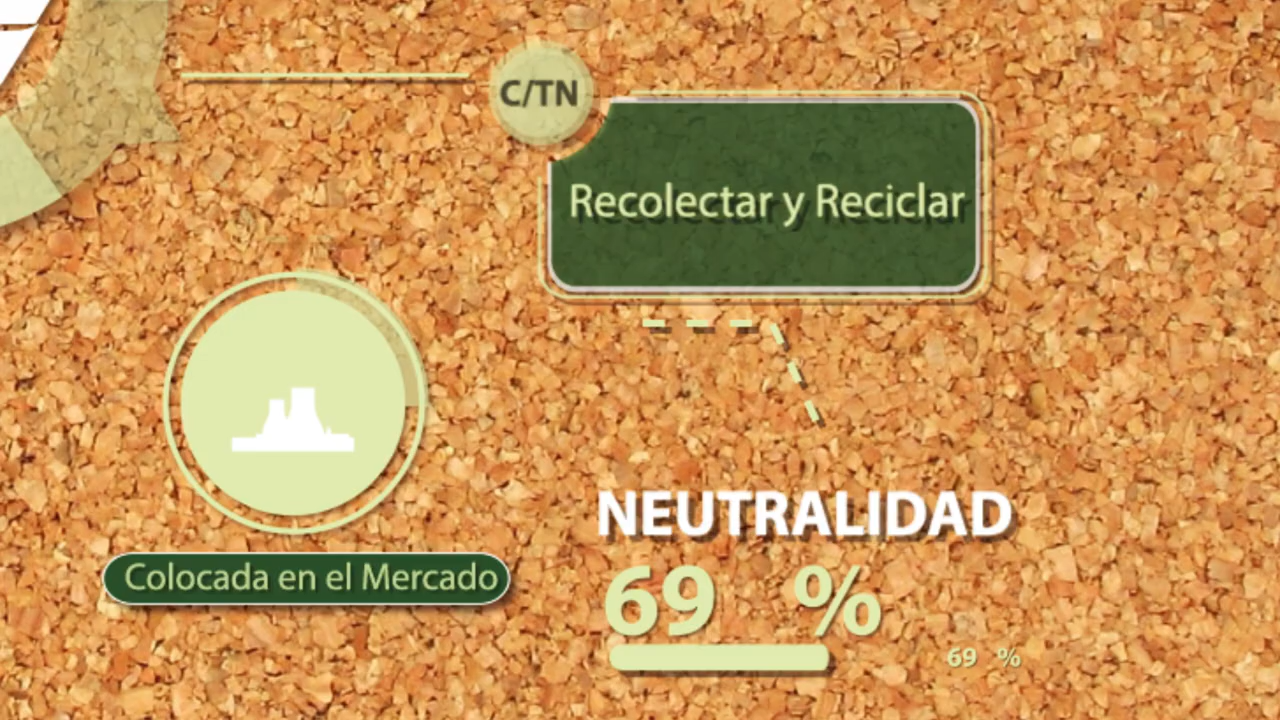 C/TN
Recolectar y Reciclar
Colocada en el Mercado
NEUTRALIDAD
69 %
69 %